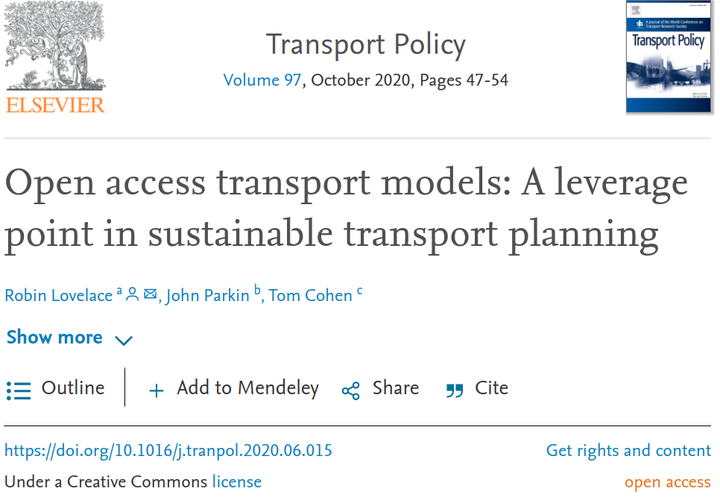 Transport Policy
Volume 97, October 2020, Pages 47-54
ELSEVIER
Transport Policy
Open access transport models: A leverage
point in sustainable transport planning
Robin Lovelace a, John Parkin b, Tom Cohen c
Show more
Outline
Add to Mendeley
Share
Cite
https://doi.org/10.1016/j.tranpol.2020.06.015
Get rights and content
Under a Creative Commons license
open access